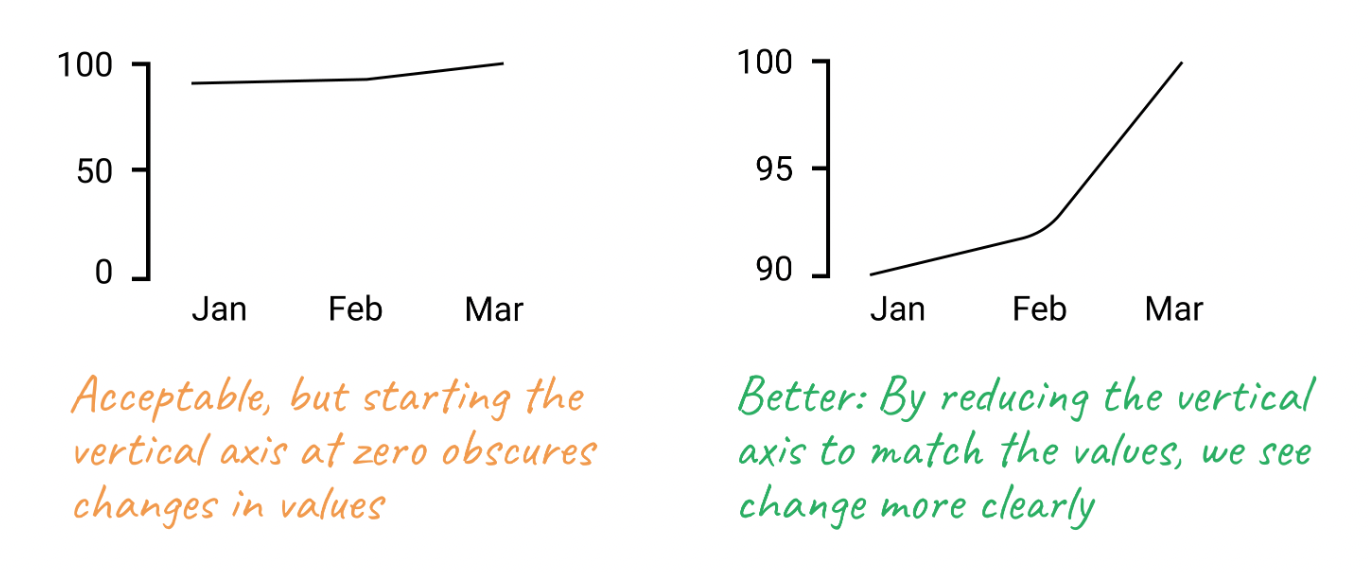 100
50
0
Jan Feb Mar
Acceptable, but starting the
vertical axis at zero obscures
changes in values
100
95
90
Jan Feb Mar
Better: By reducing the vertical
axis to match the values, we see
change more clearly